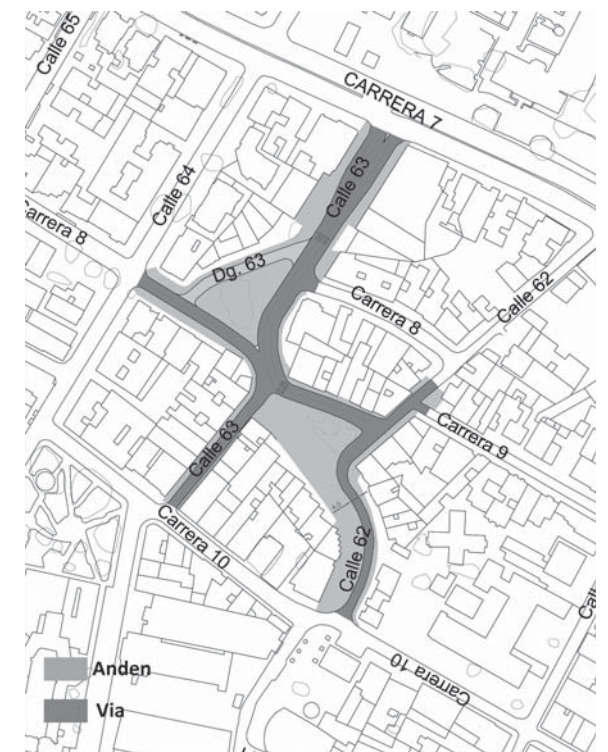 Calle 65
CARRERA 7
Calle 64
Calle 63
Carrera 8
Dg. 63
Calle 62
Carrera 8
Carrera 9
Calle 63
Carrera 10
Calle 62
Carrera 10
Anden
Via